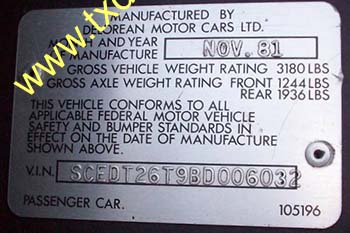 MANUFACTURED BY
DELOREAN MOTOR CARS LTD.
MONTH AND YEAR
MANUFACTURE NOV. 81
GROSS VEHICLE WEIGHT RATING 3180 LBS
GROSS AXLE WEIGHT RATING FRONT 1244 LBS
REAR 1936 LBS
THIS VEHICLE CONFORMS TO ALL
APPLICABLE FEDERAL MOTOR VEHICLE
SAFETY AND BUMPER STANDARDS IN
EFFECT ON THE DATE OF MANUFACTURE
SHOWN ABOVE.
V.I.N. SCEDT26T9BD006032
PASSENGER CAR. 105196